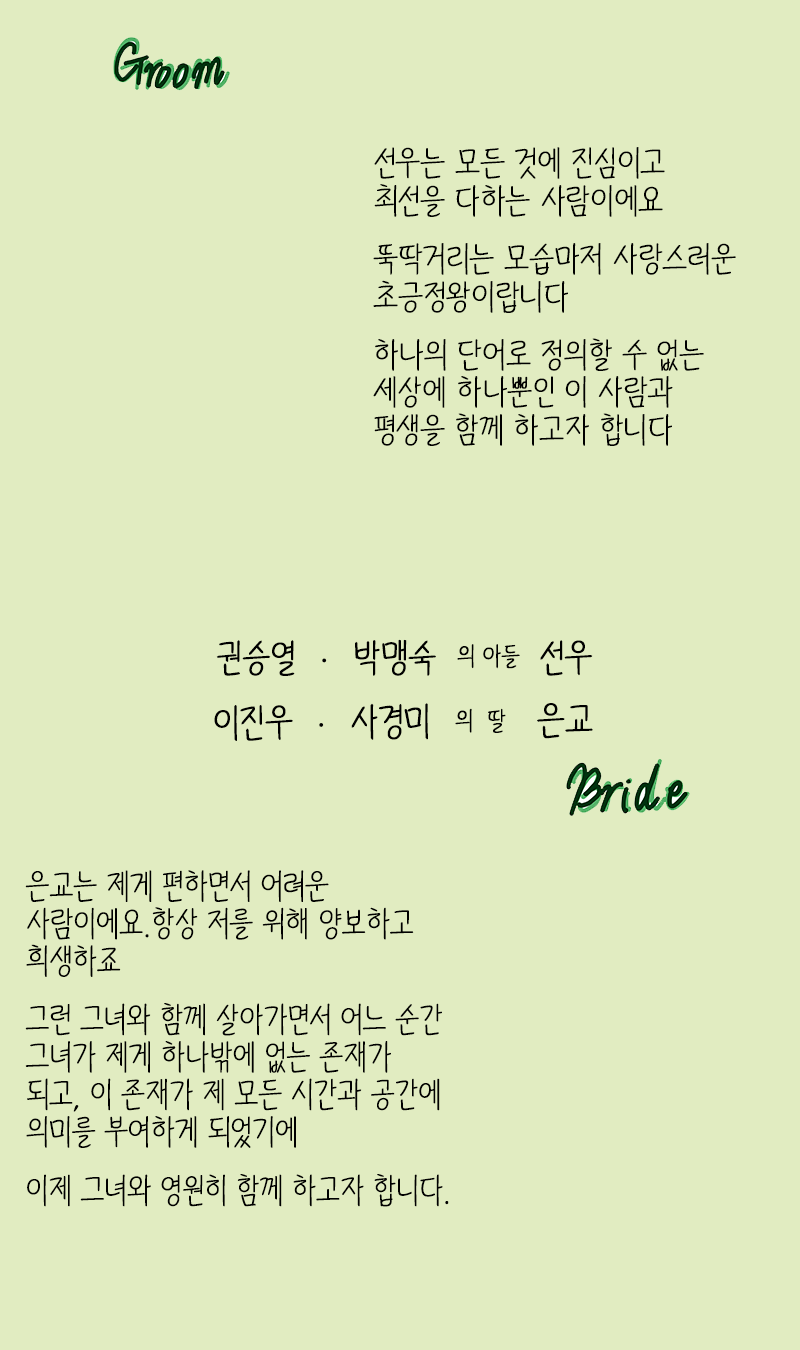 Groom
선우는 모든 것에 진심이고
최선을 다하는 사람이에요
뚝딱거리는 모습마저 사랑스러운
초긍정왕이랍니다
하나의 단어로 정의할 수 없는
세상에 하나뿐인 이 사람과
평생을 함께 하고자 합니다
권승열 · 박맹숙 의 아들 선우
이진우 · 사경미 의 딸 은교
Bride
은교는 제게 편하면서 어려운
사람이에요.항상 저를 위해 양보하고
희생하죠
그런 그녀와 함께 살아가면서 어느 순간
그녀가 제게 하나밖에 없는 존재가
되고, 이 존재가 제 모든 시간과 공간에
의미를 부여하게 되었기에
이제 그녀와 영원히 함께 하고자 합니다.